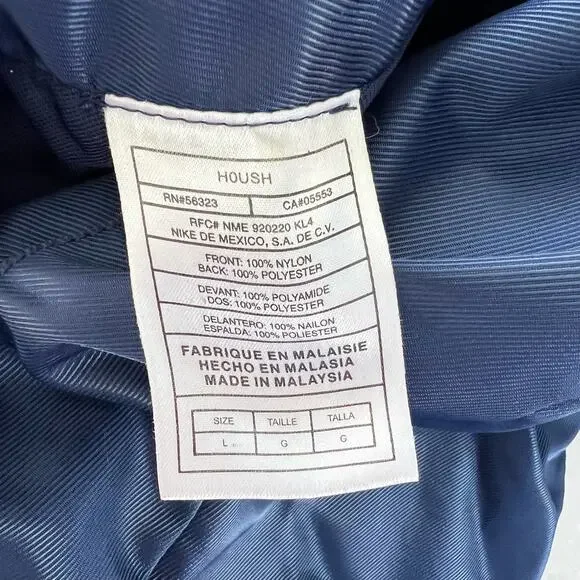 HOUSH
RN#56323 CA#05553
RFC# NME 920220 KL4
NIKE DE MEXICO, S.A. DE C.V.
FRONT: 100% NYLON
BACK: 100% POLYESTER
DEVANT: 100% POLYAMIDE
DOS: 100% POLYESTER
DELANTERO: 100% NAILON
ESPALDA: 100% POLIESTER
FABRIQUE EN MALAISIE
HECHO EN MALASIA
MADE IN MALAYSIA
SIZE TAILLE TALLA
L G G